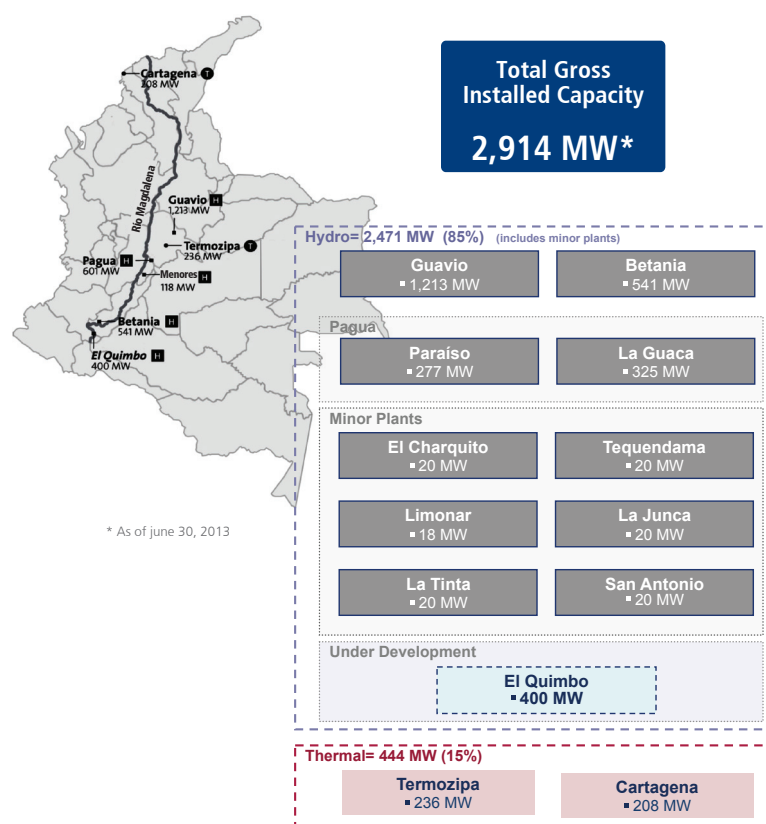 Total Gross
Installed Capacity
2,914 MW*
Cartagena T
208 MW
Río Magdalena
Guavio H
1,213 MW
Termozipa T
236 MW
Pagua H
601 MW
Menores H
118 MW
Betania H
541 MW
El Quimbo H
400 MW
* As of june 30, 2013
Hydro= 2,471 MW (85%) (includes minor plants)
Guavio
▪ 1,213 MW
Betania
▪ 541 MW
Pagua
Paraíso
▪ 277 MW
La Guaca
▪ 325 MW
Minor Plants
El Charquito
▪ 20 MW
Tequendama
▪ 20 MW
Limonar
▪ 18 MW
La Junca
▪ 20 MW
La Tinta
▪ 20 MW
San Antonio
▪ 20 MW
Under Development
El Quimbo
▪ 400 MW
Thermal= 444 MW (15%)
Termozipa
▪ 236 MW
Cartagena
▪ 208 MW